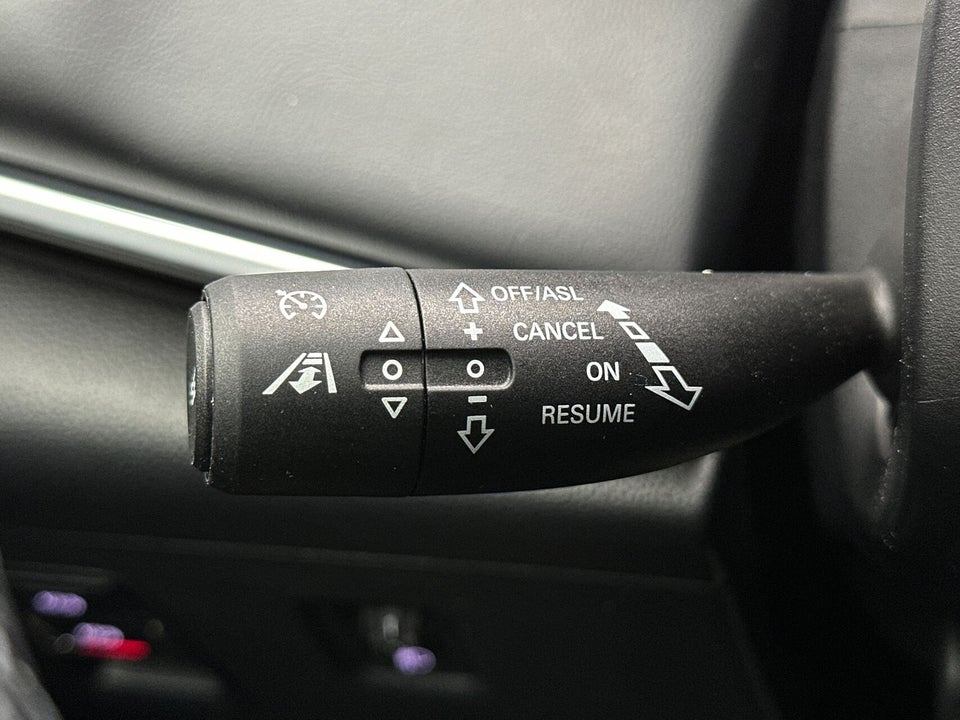 OFF/ASL
+
CANCEL
ON
–
RESUME